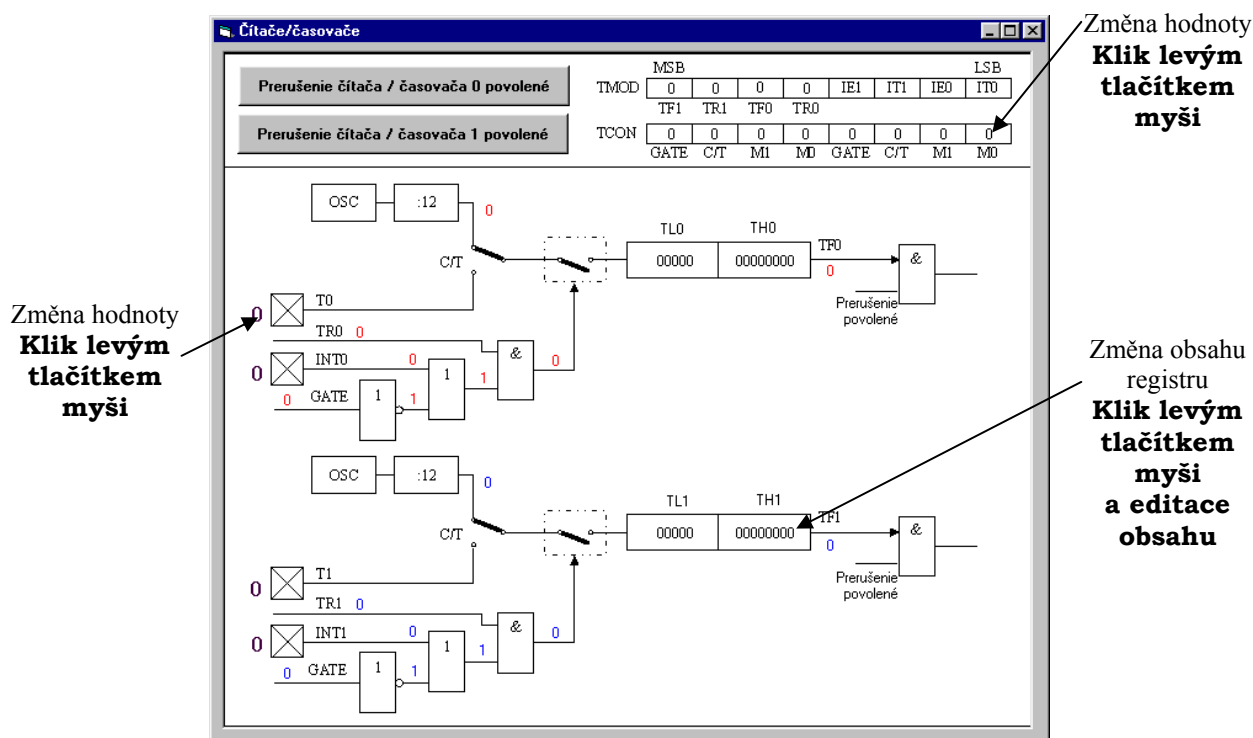 Čítače/časovače
Změna hodnoty
Klik levým
tlačítkem
myši
Prerušenie čítača / časovača 0 povolené
Prerušenie čítača / časovača 1 povolené
MSB LSB
TMOD 0 0 0 0 IE1 IT1 IE0 IT0
TF1 TR1 TF0 TR0
TCON 0 0 0 0 0 0 0 0
GATE C/T M1 M0 GATE C/T M1 M0
OSC :12 0
TL0 TH0
C/T 00000 00000000 TF0 0 &
Prerušenie
povolené
Změna hodnoty
Klik levým
tlačítkem
myši
0 T0
TR0 0
0 INT0 0 1 1 & 0
0 GATE 1 1
Změna obsahu
registru
Klik levým
tlačítkem
myši
a editace
obsahu
OSC :12 0
TL1 TH1
C/T 00000 00000000 TF1 0 &
Prerušenie
povolené
0 T1
TR1 0
0 INT1 0 1 1 & 0
0 GATE 1 1